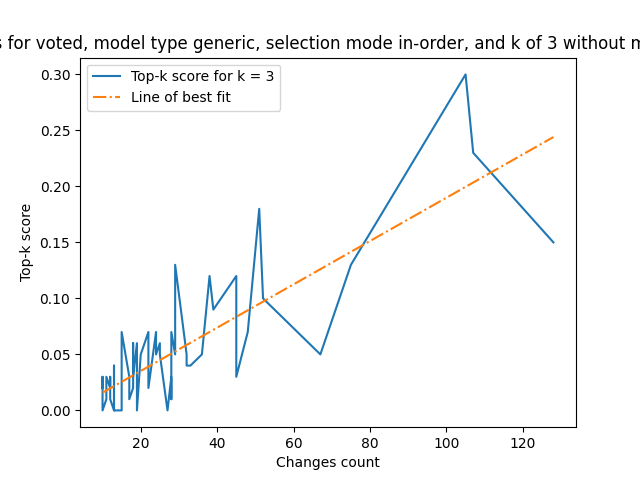 for voted, model type generic, selection mode in-order, and k of 3 without
Top-k score for k = 3
Line of best fit
Top-k score
0.30
0.25
0.20
0.15
0.10
0.05
0.00
20 40 60 80 100 120
Changes count